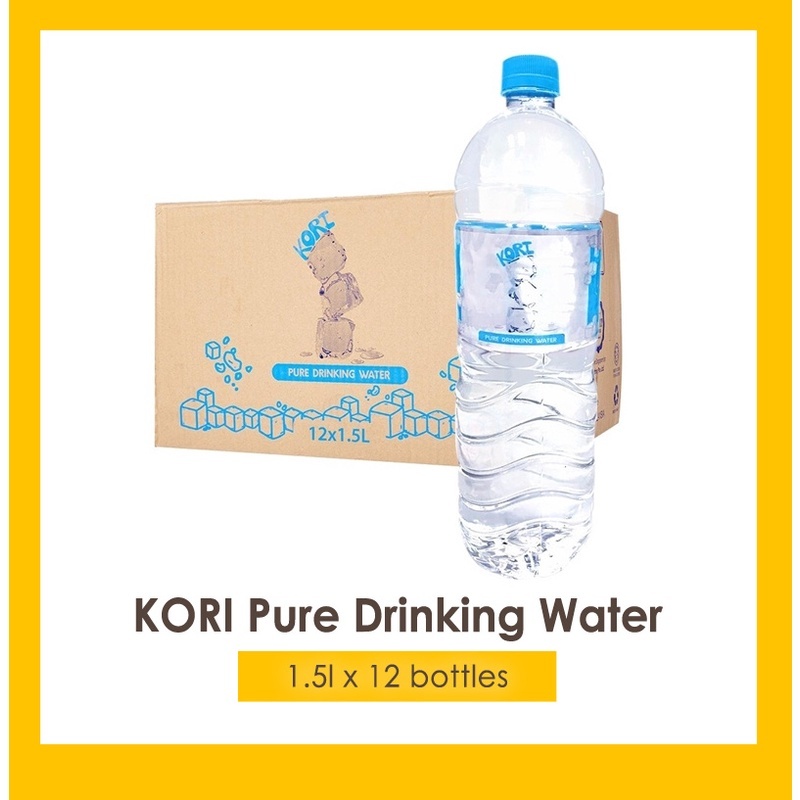 KORI
PURE DRINKING WATER
12x1.5L
KORI
PURE DRINKING WATER
KORI Pure Drinking Water
1.5l x 12 bottles